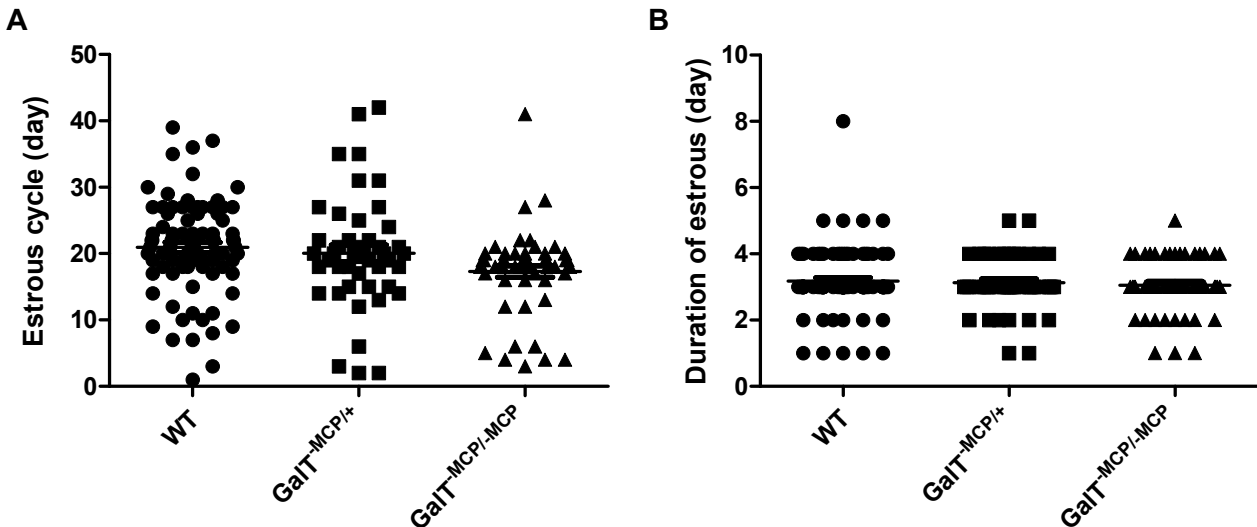 A
Estrous cycle (day)
50
40
30
20
10
0
WT
GalT-MCP/+
GalT-MCP/-MCP
B
Duration of estrous (day)
10
8
6
4
2
0
WT
GalT-MCP/+
GalT-MCP/-MCP